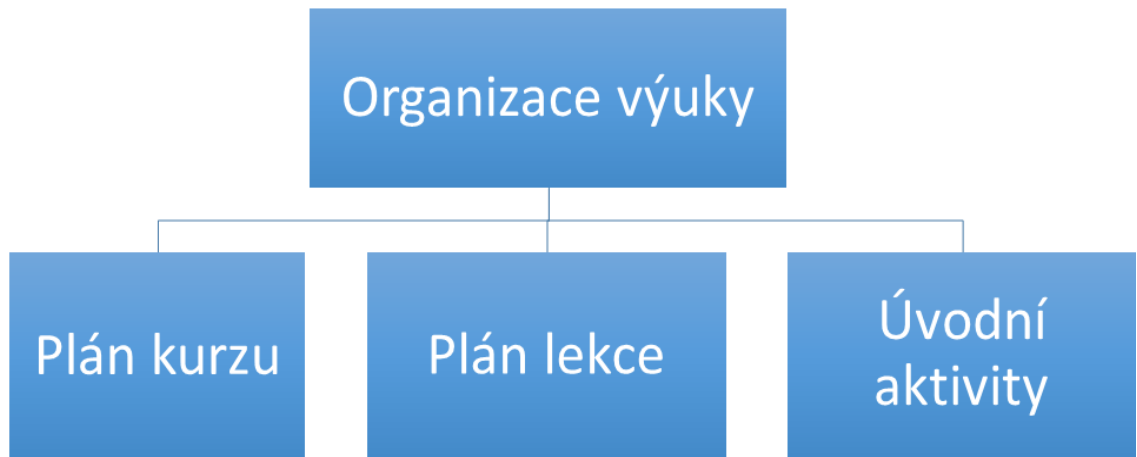 Organizace výuky
Plán kurzu
Plán lekce
Úvodní
aktivity